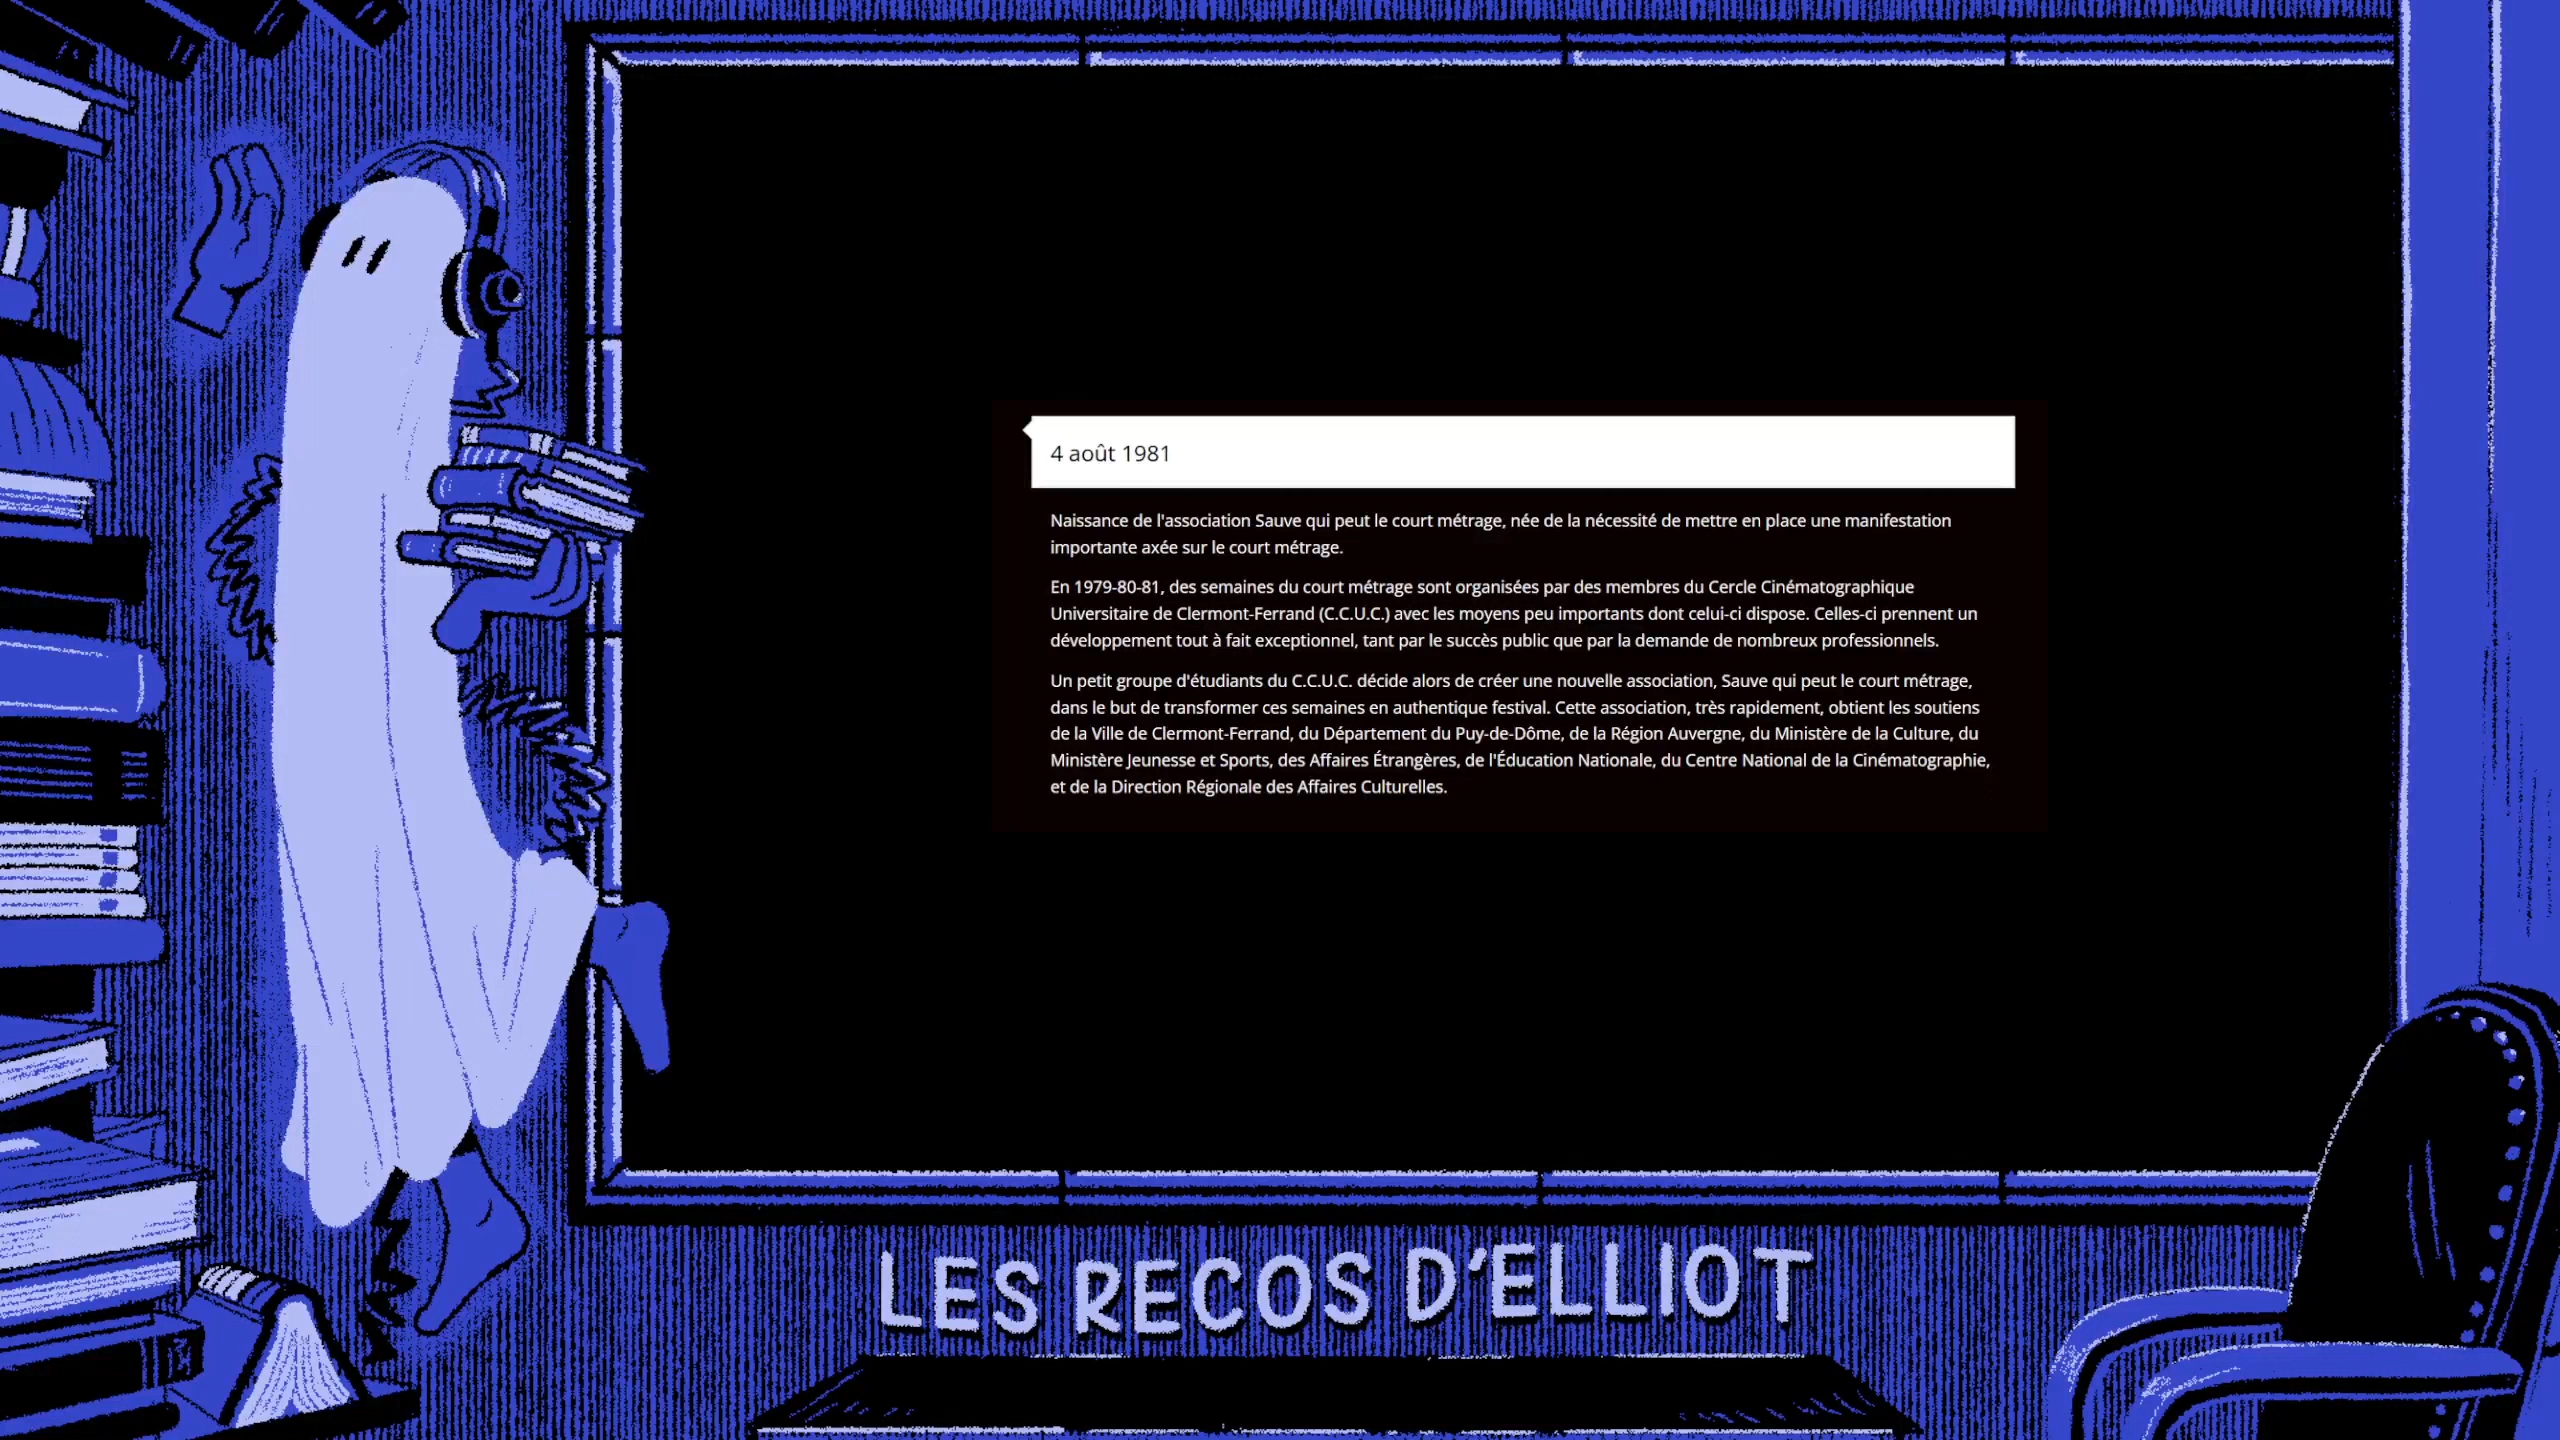 4 août 1981
Naissance de l'association Sauve qui peut le court métrage, née de la nécessité de mettre en place une manifestation
importante axée sur le court métrage.
En 1979-80-81, des semaines du court métrage sont organisées par des membres du Cercle Cinématographique
Universitaire de Clermont-Ferrand (C.C.U.C.) avec les moyens peu importants dont celui-ci dispose. Celles-ci prennent un
développement tout à fait exceptionnel, tant par le succès public que par la demande de nombreux professionnels.
Un petit groupe d'étudiants du C.C.U.C. décide alors de créer une nouvelle association, Sauve qui peut le court métrage,
dans le but de transformer ces semaines en authentique festival. Cette association, très rapidement, obtient les soutiens
de la Ville de Clermont-Ferrand, du Département du Puy-de-Dôme, de la Région Auvergne, du Ministère de la Culture, du
Ministère Jeunesse et Sports, des Affaires Étrangères, de l'Éducation Nationale, du Centre National de la Cinématographie,
et de la Direction Régionale des Affaires Culturelles.
LES RECOS D'ELLIOT